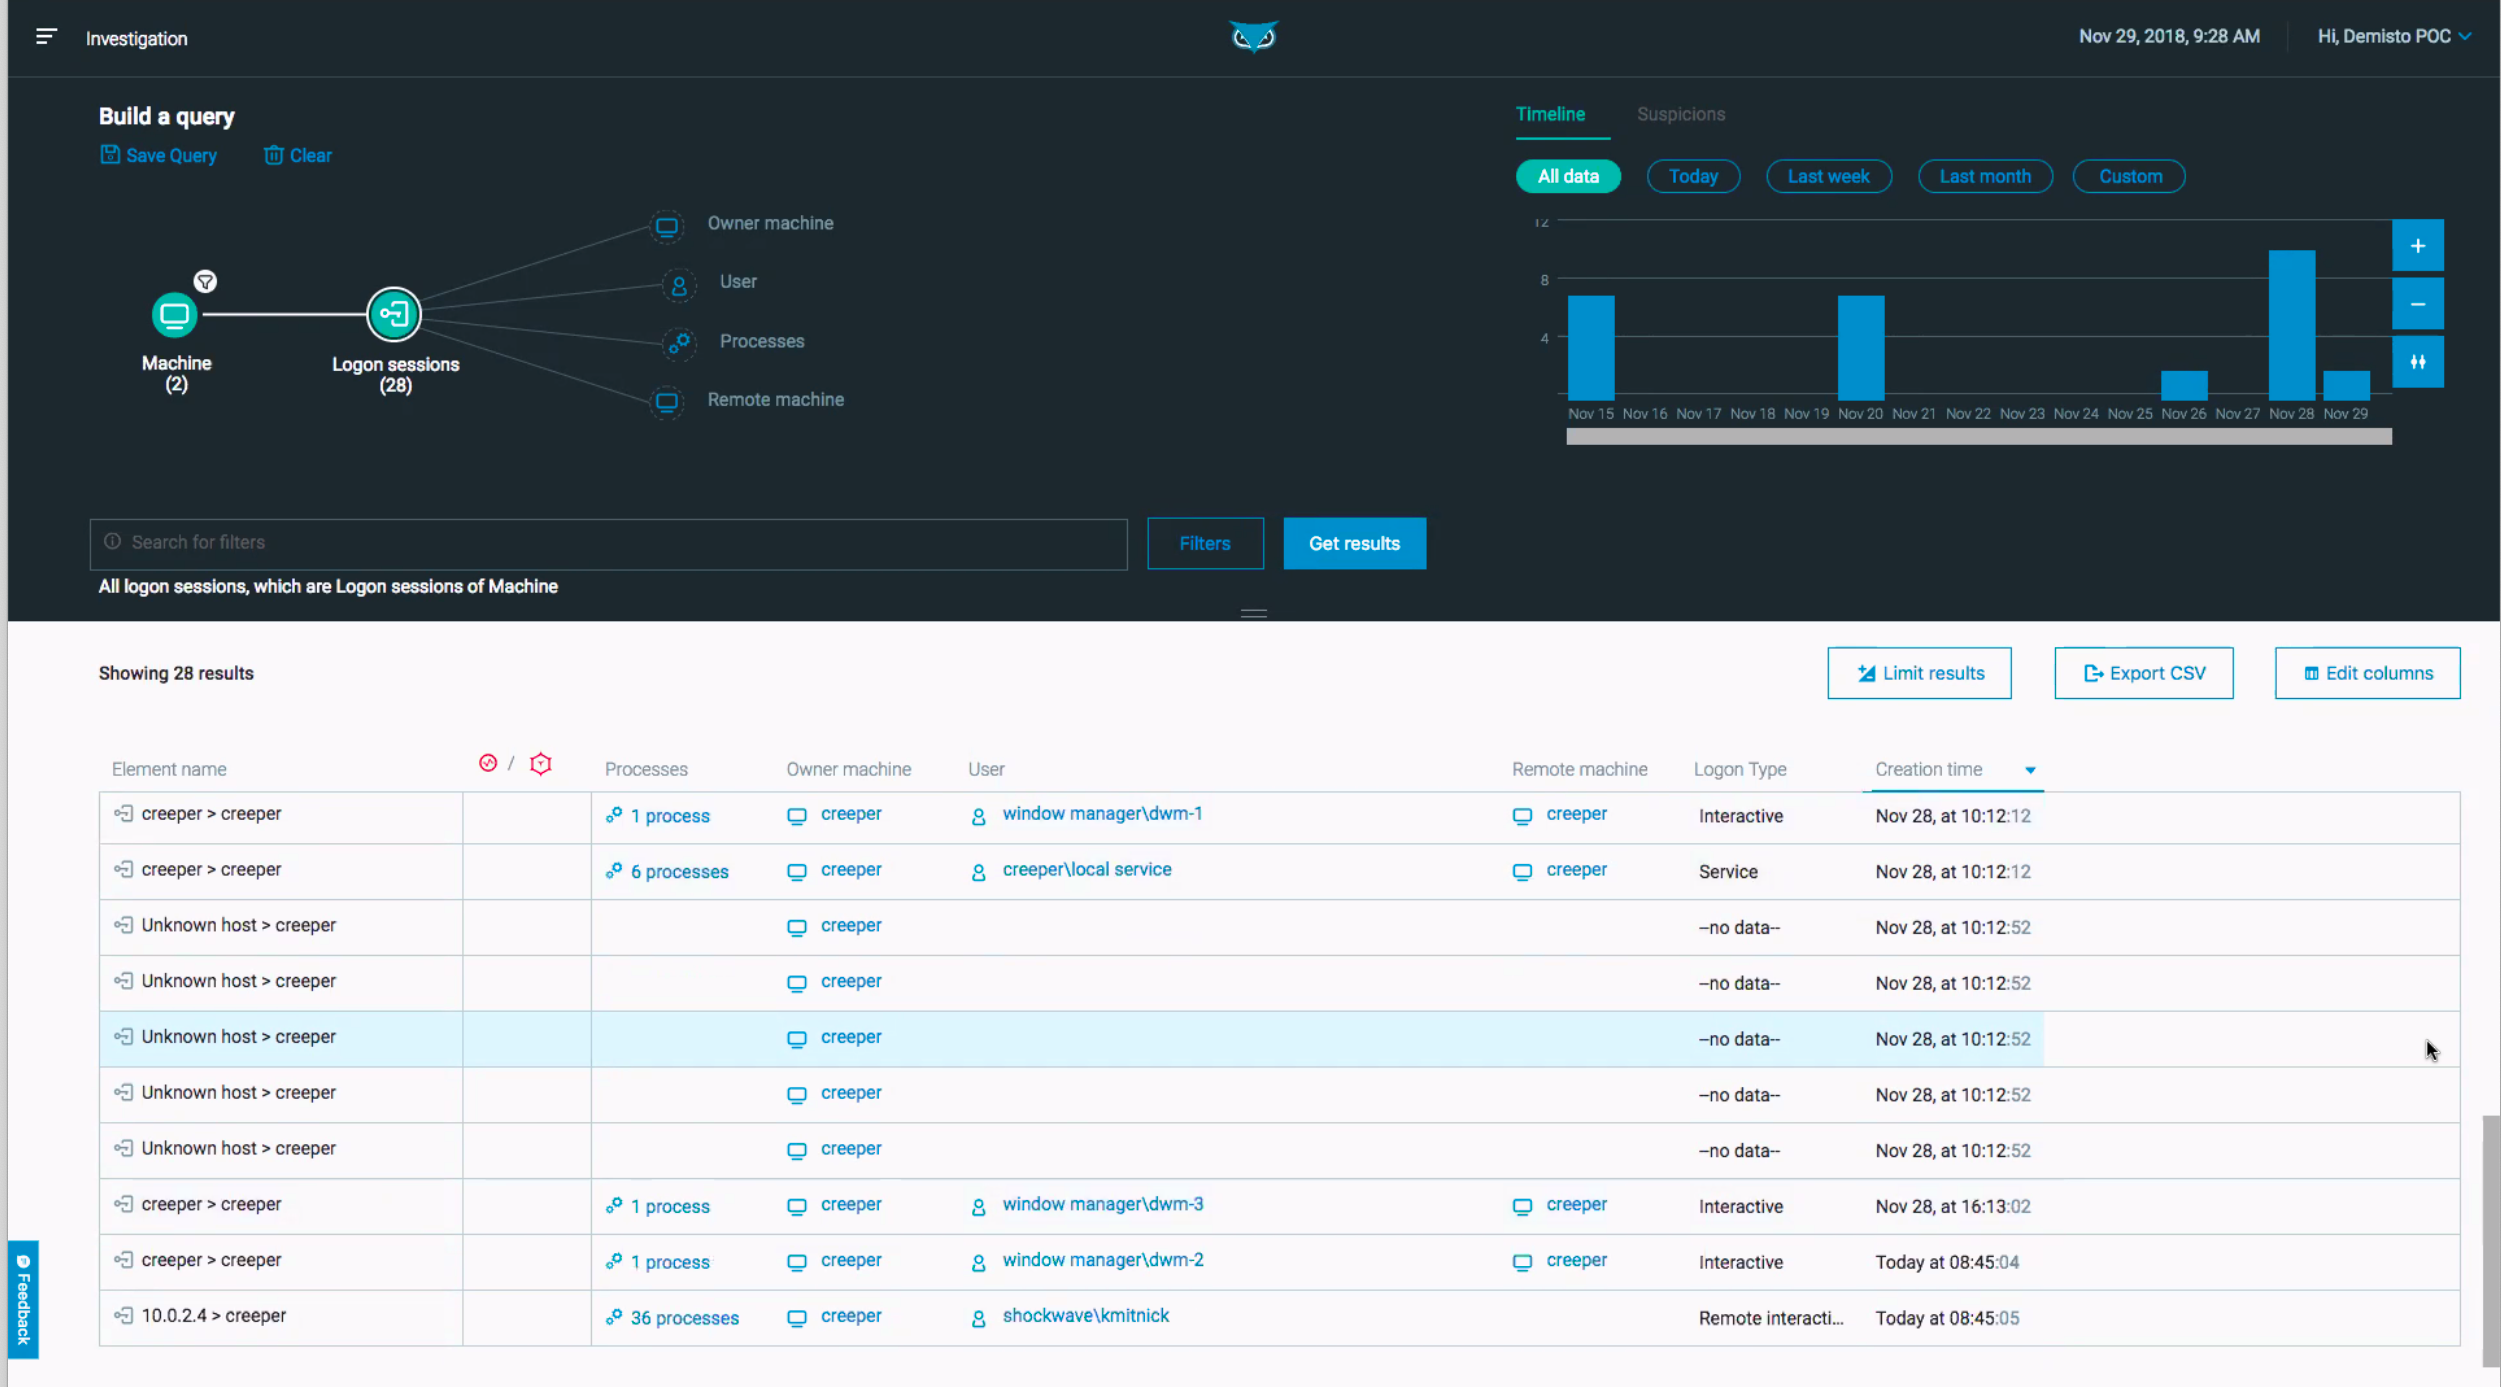 Investigation
Nov 29, 2018, 9:28 AM
Hi, Demisto POC
Build a query
Save Query
Clear
Machine
(2)
Logon sessions
(28)
Owner machine
User
Processes
Remote machine
Timeline
Suspicions
All data
Today
Last week
Last month
Custom
12
8
4
Nov 15 Nov 16 Nov 17 Nov 18 Nov 19 Nov 20 Nov 21 Nov 22 Nov 23 Nov 24 Nov 25 Nov 26 Nov 27 Nov 28 Nov 29
Search for filters
Filters
Get results
All logon sessions, which are Logon sessions of Machine
Showing 28 results
Limit results
Export CSV
Edit columns
Element name / Processes Owner machine User Remote machine Logon Type Creation time
creeper > creeper 1 process creeper window manager\dwm-1 creeper Interactive Nov 28, at 10:12:12
creeper > creeper 6 processes creeper creeper\local service creeper Service Nov 28, at 10:12:12
Unknown host > creeper creeper --no data-- Nov 28, at 10:12:52
Unknown host > creeper creeper --no data-- Nov 28, at 10:12:52
Unknown host > creeper creeper --no data-- Nov 28, at 10:12:52
Unknown host > creeper creeper --no data-- Nov 28, at 10:12:52
Unknown host > creeper creeper --no data-- Nov 28, at 10:12:52
creeper > creeper 1 process creeper window manager\dwm-3 creeper Interactive Nov 28, at 16:13:02
creeper > creeper 1 process creeper window manager\dwm-2 creeper Interactive Today at 08:45:04
10.0.2.4 > creeper 36 processes creeper shockwave\kmitnick Remote interacti... Today at 08:45:05
Feedback